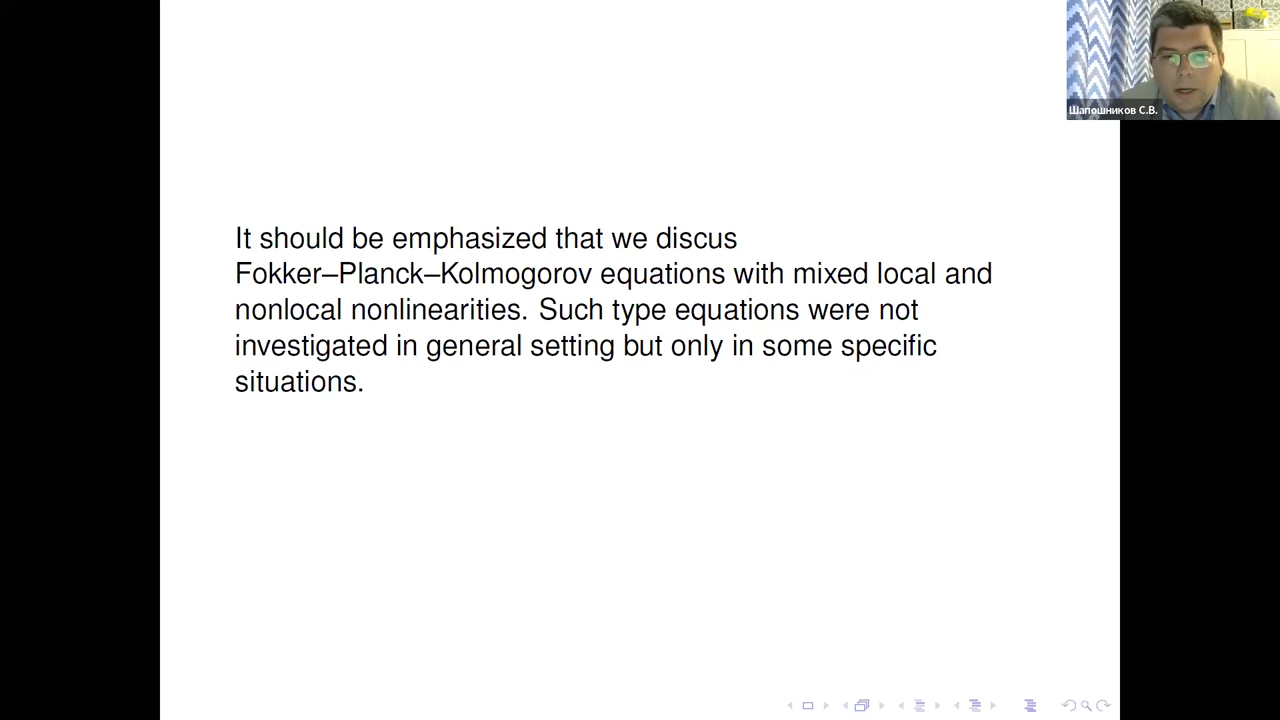 Шапошников С.В.
It should be emphasized that we discus
Fokker–Planck–Kolmogorov equations with mixed local and
nonlocal nonlinearities. Such type equations were not
investigated in general setting but only in some specific
situations.